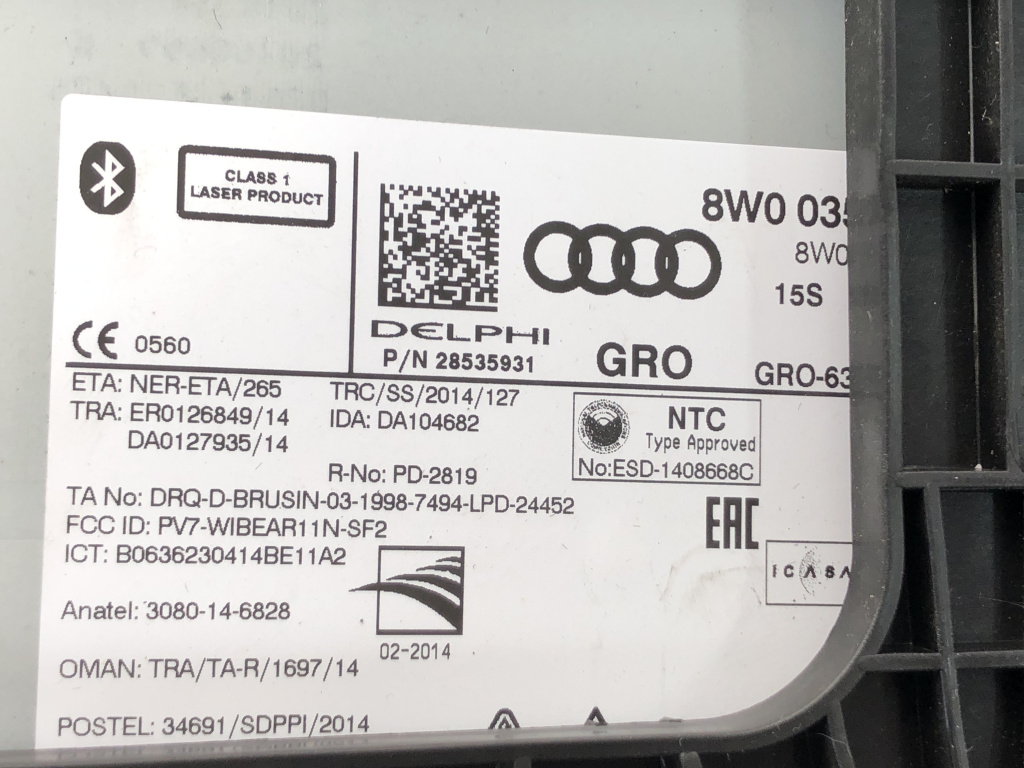 CLASS 1
LASER PRODUCT
8W0 035
8W0
15S
DELPHI
P/N 28535931
GRO
GRO-63
CE 0560
ETA: NER-ETA/265
TRC/SS/2014/127
TRA: ER0126849/14
IDA: DA104682
DA0127935/14
NTC
Type Approved
No:ESD-1408668C
R-No: PD-2819
TA No: DRQ-D-BRUSIN-03-1998-7494-LPD-24452
FCC ID: PV7-WIBEAR11N-SF2
EAC
ICT: B0636230414BE11A2
ICASA
Anatel: 3080-14-6828
02-2014
OMAN: TRA/TA-R/1697/14
POSTEL: 34691/SDPPI/2014